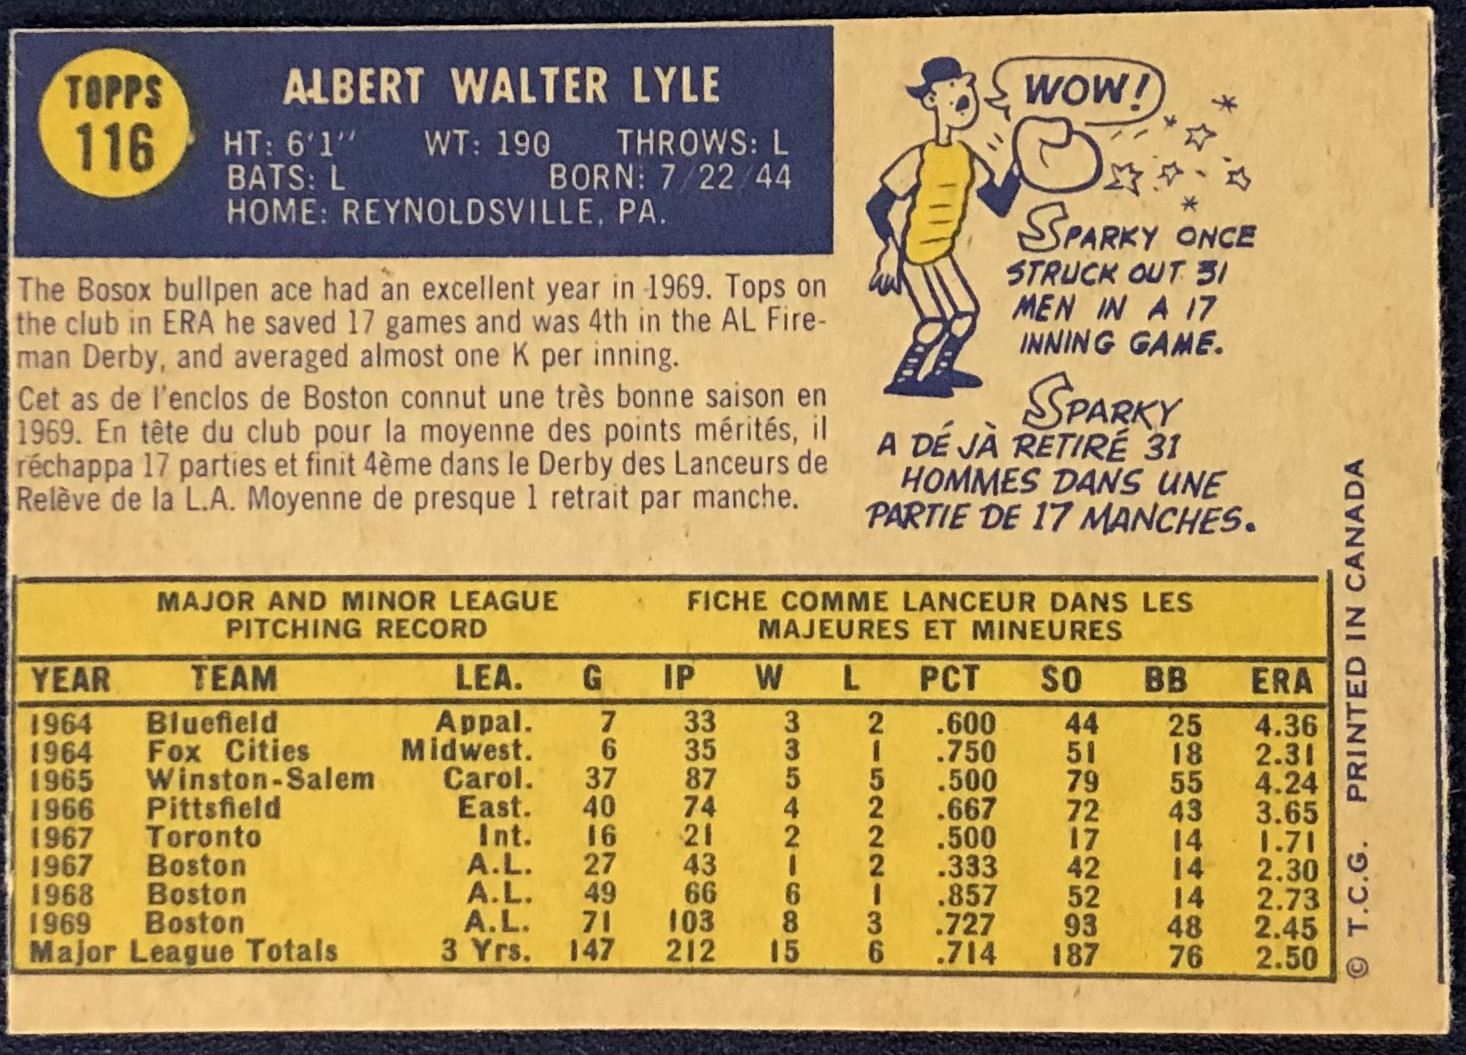 TOPPS
116
ALBERT WALTER LYLE
HT: 6'1" WT: 190 THROWS: L
BATS: L BORN: 7/22/44
HOME: REYNOLDSVILLE, PA.
The Bosox bullpen ace had an excellent year in 1969. Tops on
the club in ERA he saved 17 games and was 4th in the AL Fire-
man Derby, and averaged almost one K per inning.
Cet as de l'enclos de Boston connut une très bonne saison en
1969. En tête du club pour la moyenne des points mérités, il
réchappa 17 parties et finit 4ème dans le Derby des Lanceurs de
Relève de la L.A. Moyenne de presque 1 retrait par manche.
WOW!
SPARKY ONCE
STRUCK OUT 31
MEN IN A 17
INNING GAME.
SPARKY
A DÉJÀ RETIRÉ 31
HOMMES DANS UNE
PARTIE DE 17 MANCHES.
MAJOR AND MINOR LEAGUE
PITCHING RECORD
FICHE COMME LANCEUR DANS LES
MAJEURES ET MINEURES
YEAR TEAM LEA. G IP W L PCT SO BB ERA
1964 Bluefield Appal. 7 33 3 2 .600 44 25 4.36
1964 Fox Cities Midwest. 6 35 3 1 .750 51 18 2.31
1965 Winston-Salem Carol. 37 87 5 5 .500 79 55 4.24
1966 Pittsfield East. 40 74 4 2 .667 72 43 3.65
1967 Toronto Int. 16 21 2 2 .500 17 14 1.71
1967 Boston A.L. 27 43 1 2 .333 42 14 2.30
1968 Boston A.L. 49 66 6 1 .857 52 14 2.73
1969 Boston A.L. 71 103 8 3 .727 93 48 2.45
Major League Totals 3 Yrs. 147 212 15 6 .714 187 76 2.50
© T.C.G. PRINTED IN CANADA